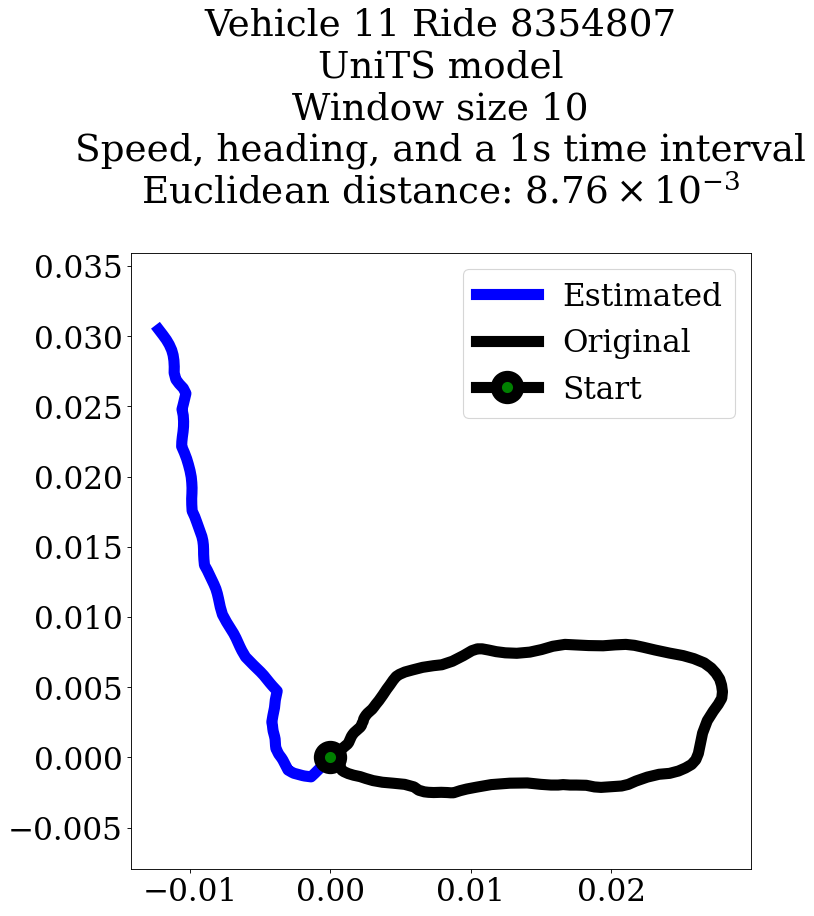 Vehicle 11 Ride 8354807
UniTS model
Window size 10
Speed, heading, and a 1s time interval
Euclidean distance: 8.76 × 10⁻³
Estimated
Original
Start
0.035
0.030
0.025
0.020
0.015
0.010
0.005
0.000
−0.005
−0.01 0.00 0.01 0.02